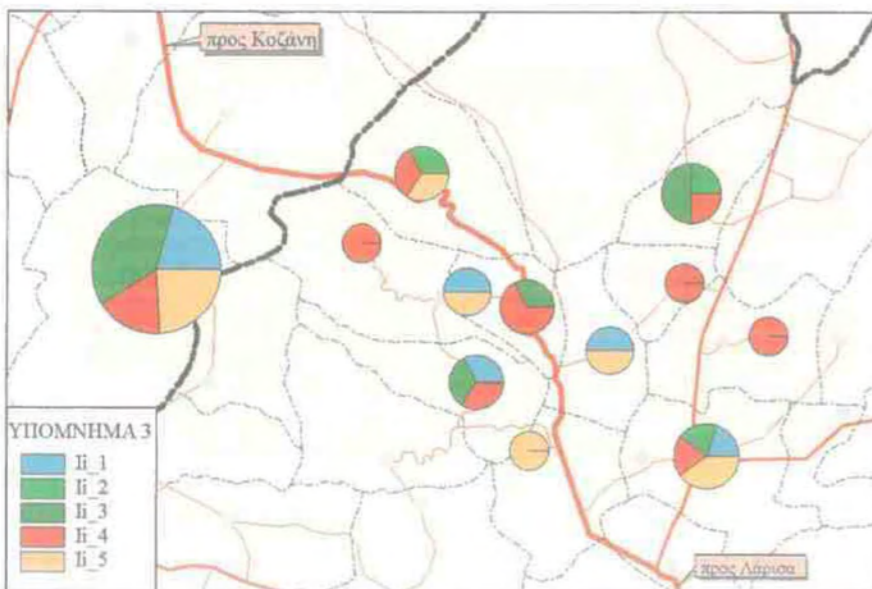 προς Κοζάνη
ΥΠΟΜΝΗΜΑ 3
Ii_1
Ii_2
Ii_3
Ii_4
Ii_5
προς Λάρισα